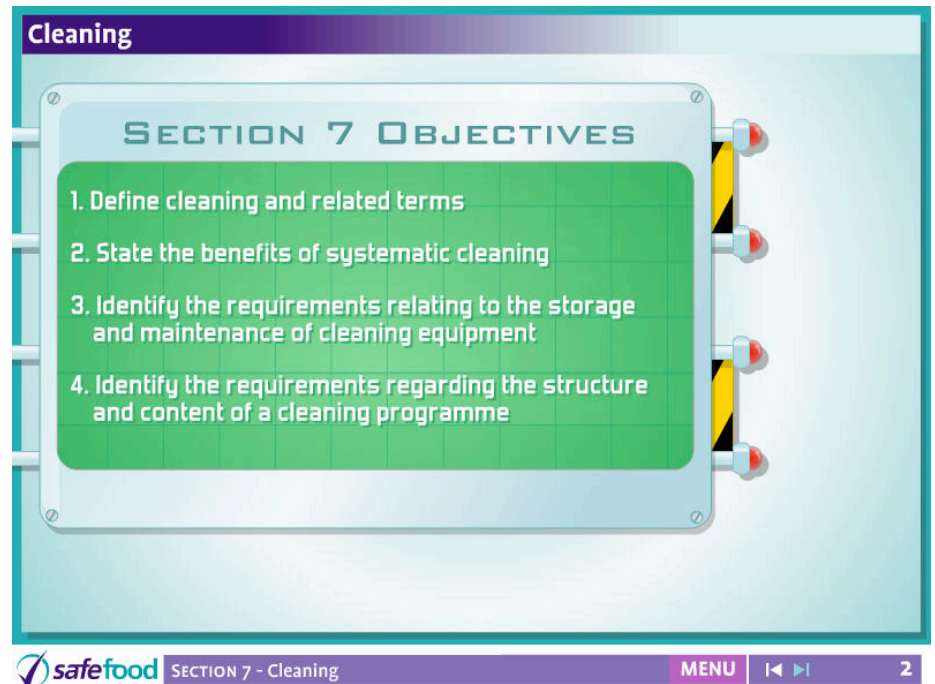 Cleaning
SECTION 7 OBJECTIVES
1. Define cleaning and related terms
2. State the benefits of systematic cleaning
3. Identify the requirements relating to the storage
and maintenance of cleaning equipment
4. Identify the requirements regarding the structure
and content of a cleaning programme
safefood SECTION 7 - Cleaning MENU 2